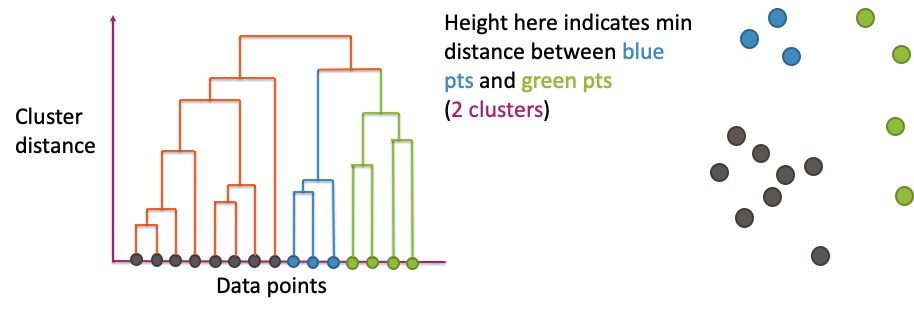 Height here indicates min
distance between blue
pts and green pts
(2 clusters)
Cluster
distance
Data points